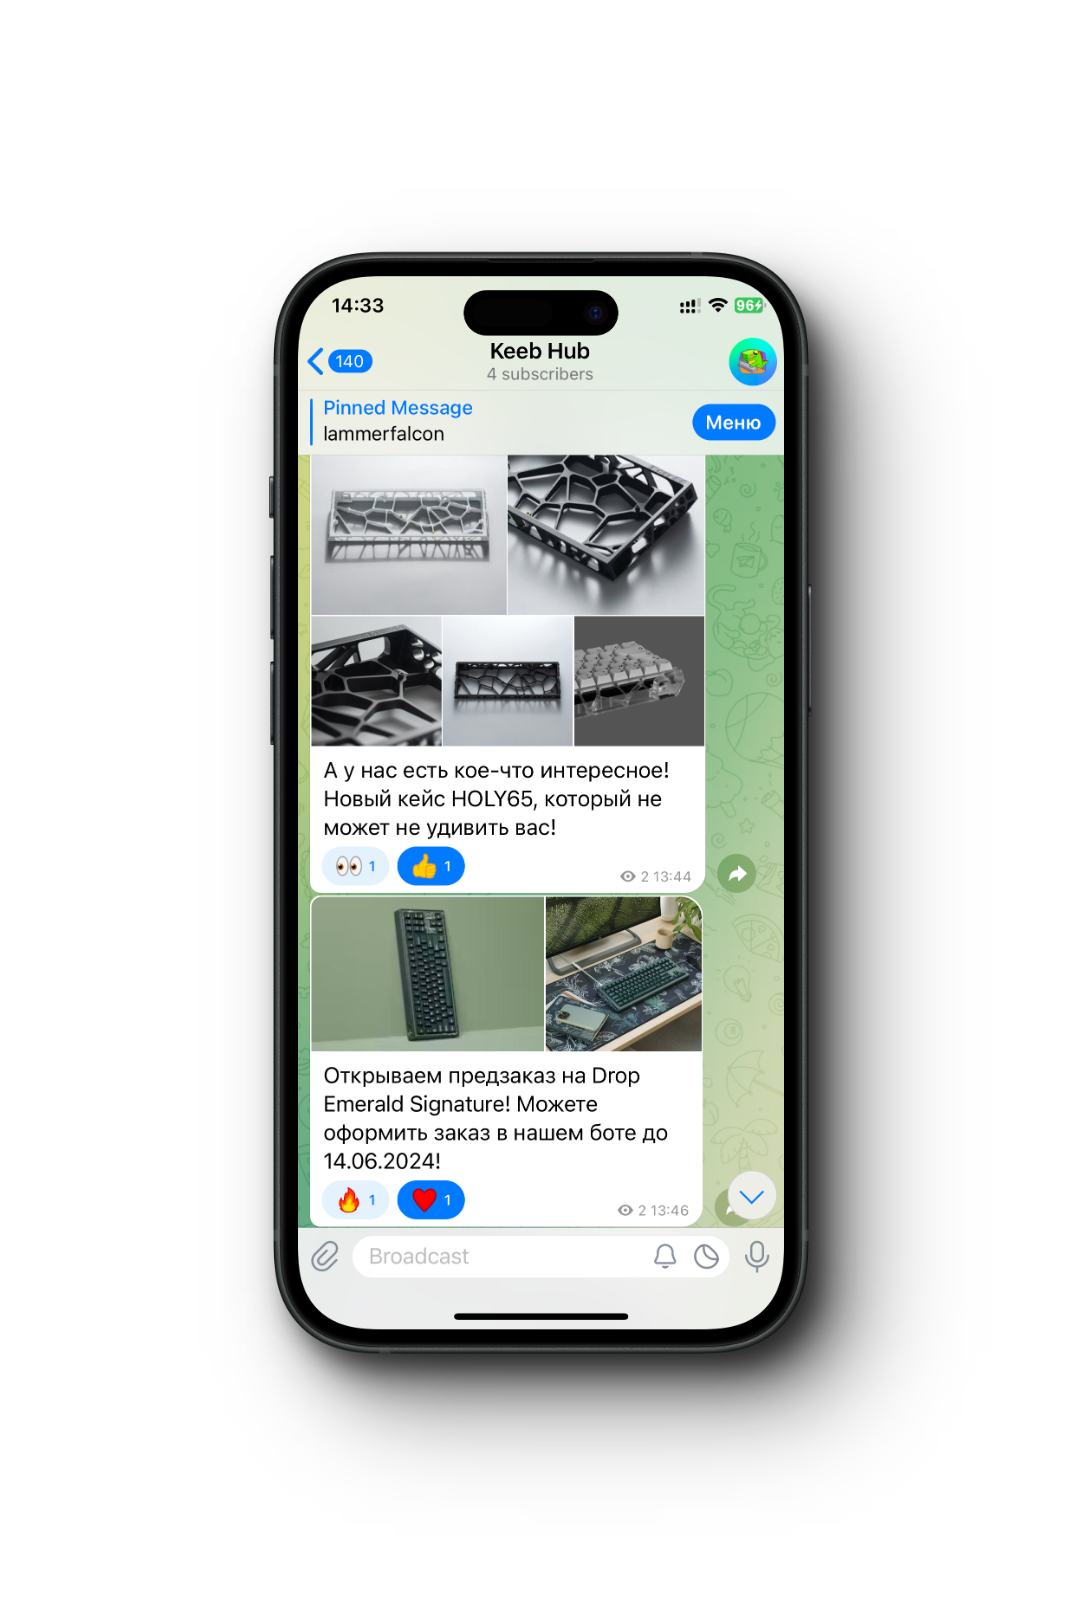 14:33
96
140
Keeb Hub
4 subscribers
Pinned Message
lammerfalcon
Меню
А у нас есть кое-что интересное!
Новый кейс HOLY65, который не
может не удивить вас!
1
1
2 13:44
Открываем предзаказ на Drop
Emerald Signature! Можете
оформить заказ в нашем боте до
14.06.2024!
1
1
2 13:46
Broadcast